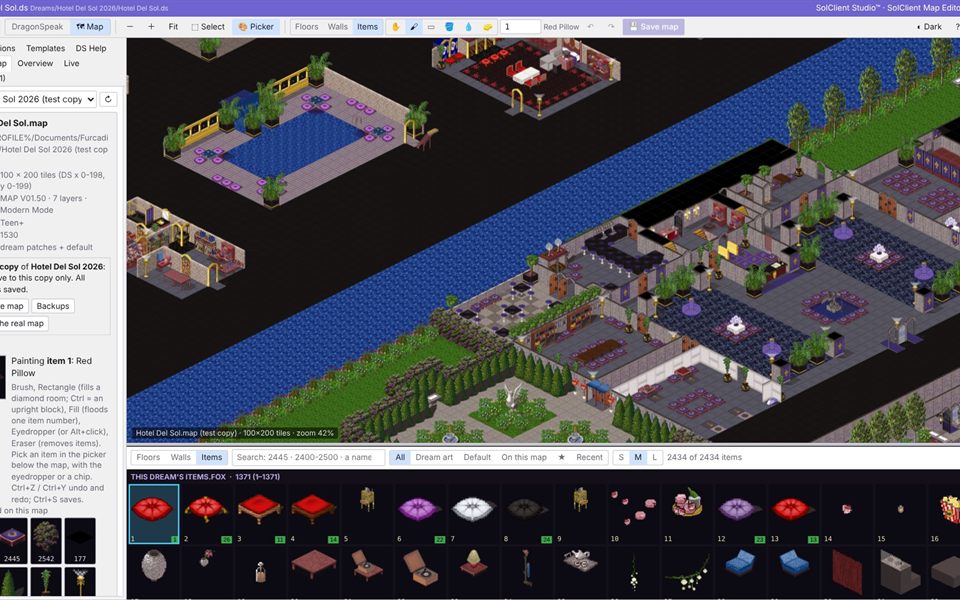 l Sol.ds Dreams/Hotel Del Sol 2026/Hotel Del Sol.ds
SolClient Studio™ · SolClient Map Edito
DragonSpeak
Map
− + Fit
Select
Picker
Floors Walls Items
1
Red Pillow
Save map
Dark
?
ions Templates DS Help
ap Overview Live
1)
Sol 2026 (test copy
Del Sol.map
ROFILE%/Documents/Furcadi
/Hotel Del Sol 2026 (test cop
100 × 200 tiles (DS x 0-198,
y 0-199)
MAP V01.50 · 7 layers ·
Modern Mode
Teen+
1530
dream patches + default
copy of Hotel Del Sol 2026:
ve to this copy only. All
s saved.
e map
Backups
he real map
Painting item 1: Red
Pillow
Brush, Rectangle (fills a
diamond room; Ctrl = an
upright block), Fill (floods
one item number),
Eyedropper (or Alt+click),
Eraser (removes items).
Pick an item in the picker
below the map, with the
eyedropper or a chip.
Ctrl+Z / Ctrl+Y undo and
redo; Ctrl+S saves.
d on this map
2445 2542 177
Hotel Del Sol.map (test copy) · 100×200 tiles · zoom 42%
Floors Walls Items
Search: 2445 · 2400-2500 · a name
All Dream art Default On this map ★ Recent
S M L
2434 of 2434 items
THIS DREAM'S ITEMS.FOX · 1371 (1–1371)
1 2 3 4 5 6 7 8 9 10 11 12 13 14 15 16